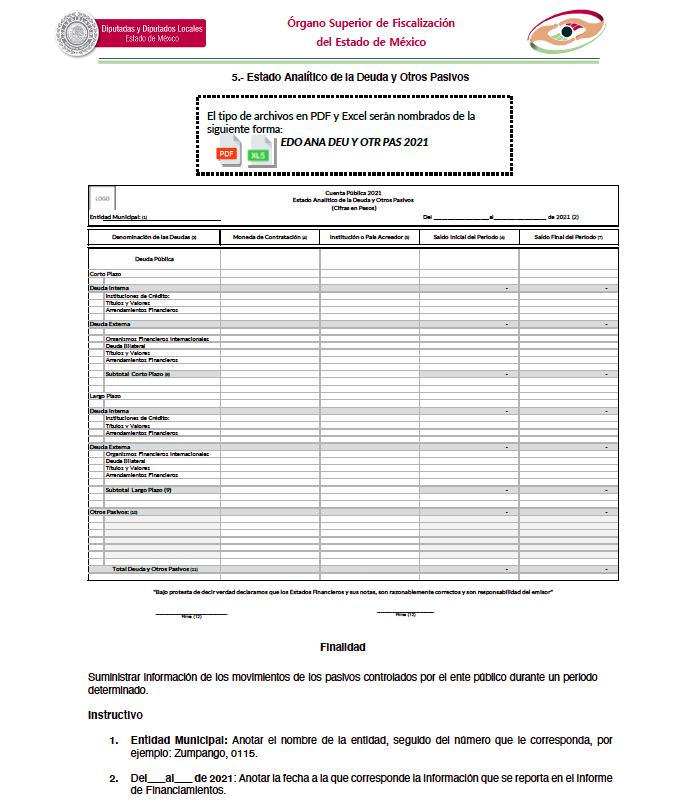 Diputadas y Diputados Locales
Estado de México
Órgano Superior de Fiscalización
del Estado de México
5.- Estado Analítico de la Deuda y Otros Pasivos
El tipo de archivos en PDF y Excel serán nombrados de la
siguiente forma:
PDF XLS EDO ANA DEU Y OTR PAS 2021
LOGO
Cuenta Pública 2021
Estado Analítico de la Deuda y Otros Pasivos
(Cifras en Pesos)
Entidad Municipal: (1) Del ____________ al ____________ de 2021 (2)
Denominación de las Deudas (3) Moneda de Contratación (4) Institución o País Acreedor (5) Saldo Inicial del Periodo (6) Saldo Final del Periodo (7)
Deuda Pública
Corto Plazo
Deuda Interna - -
Instituciones de Crédito:
Títulos y Valores
Arrendamientos Financieros
Deuda Externa - -
Organismos Financieros Internacionales
Deuda Bilateral
Títulos y Valores
Arrendamientos Financieros
Subtotal Corto Plazo (8) - -
Largo Plazo
Deuda Interna - -
Instituciones de Crédito:
Títulos y Valores
Arrendamientos Financieros
Deuda Externa - -
Organismos Financieros Internacionales
Deuda Bilateral
Títulos y Valores
Arrendamientos Financieros
Subtotal Largo Plazo (9) - -
Otros Pasivos: (10) - -
Total Deuda y Otros Pasivos (11) - -
"Bajo protesta de decir verdad declaramos que los Estados Financieros y sus notas, son razonablemente correctos y son responsabilidad del emisor"
Firma (12) Firma (12)
Finalidad
Suministrar información de los movimientos de los pasivos controlados por el ente público durante un periodo
determinado.
Instructivo
1. Entidad Municipal: Anotar el nombre de la entidad, seguido del número que le corresponda, por
ejemplo: Zumpango, 0115.
2. Del___al___ de 2021: Anotar la fecha a la que corresponde la información que se reporta en el Informe
de Financiamientos.